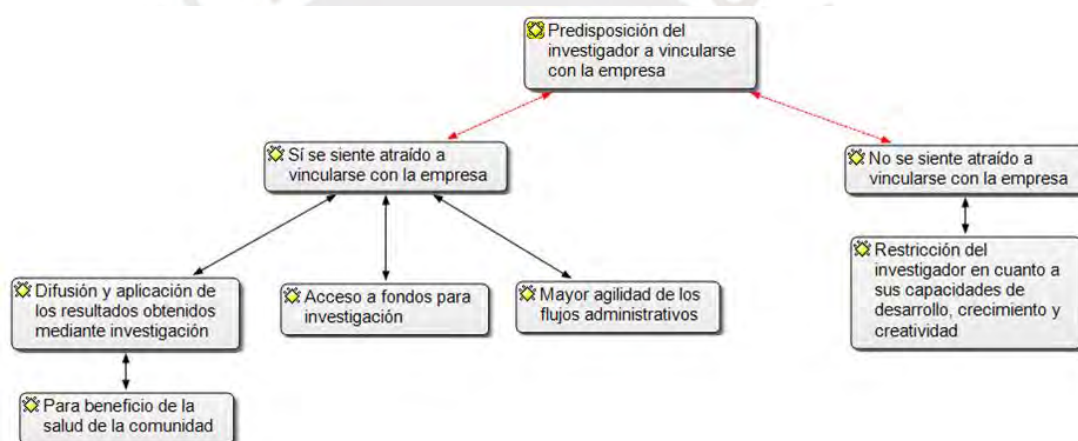 Predisposición del
investigador a vincularse
con la empresa
Sí se siente atraído a
vincularse con la empresa
No se siente atraído a
vincularse con la empresa
Difusión y aplicación de
los resultados obtenidos
mediante investigación
Acceso a fondos para
investigación
Mayor agilidad de los
flujos administrativos
Restricción del
investigador en cuanto a
sus capacidades de
desarrollo, crecimiento y
creatividad
Para beneficio de la
salud de la comunidad